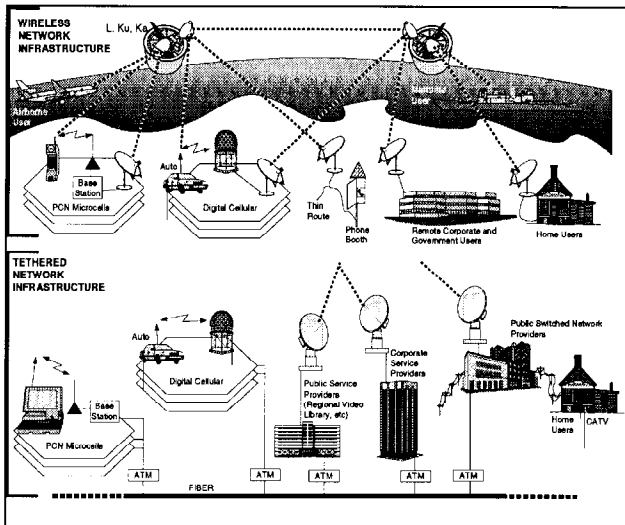 WIRELESS
NETWORK
INFRASTRUCTURE
L. Ku, Ka
Airborne
User
Maritime
User
Base
Station
PCN Microcells
Auto
Digital Cellular
Thin
Route
Phone
Booth
Remote Corporate and
Government Users
Home Users
TETHERED
NETWORK
INFRASTRUCTURE
Auto
Digital Cellular
Base
Station
PCN Microcells
Public Service
Providers
(Regional Video
Library, etc)
Corporate
Service
Providers
Public Switched Network
Providers
Home
Users
CATV
ATM
ATM
ATM
ATM
ATM
FIBER